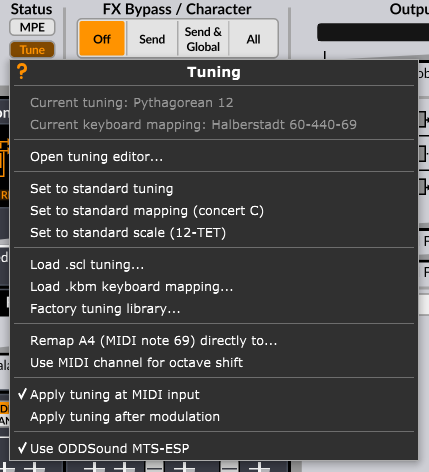 Status
FX Bypass / Character
MPE
Tune
Off
Send
Send &
Global
All
?
Tuning
Current tuning: Pythagorean 12
Current keyboard mapping: Halberstadt 60-440-69
Open tuning editor...
Set to standard tuning
Set to standard mapping (concert C)
Set to standard scale (12-TET)
Load .scl tuning...
Load .kbm keyboard mapping...
Factory tuning library...
Remap A4 (MIDI note 69) directly to...
Use MIDI channel for octave shift
✓ Apply tuning at MIDI input
Apply tuning after modulation
✓ Use ODDSound MTS-ESP